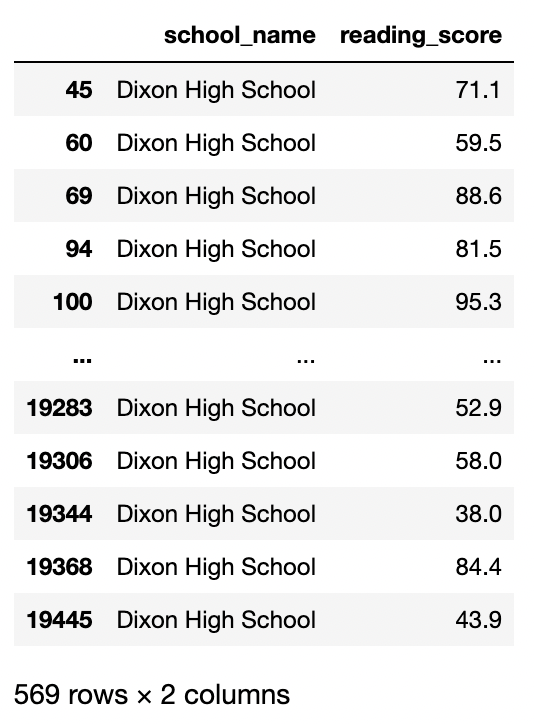 school_name reading_score
45 Dixon High School 71.1
60 Dixon High School 59.5
69 Dixon High School 88.6
94 Dixon High School 81.5
100 Dixon High School 95.3
... ... ...
19283 Dixon High School 52.9
19306 Dixon High School 58.0
19344 Dixon High School 38.0
19368 Dixon High School 84.4
19445 Dixon High School 43.9
569 rows × 2 columns